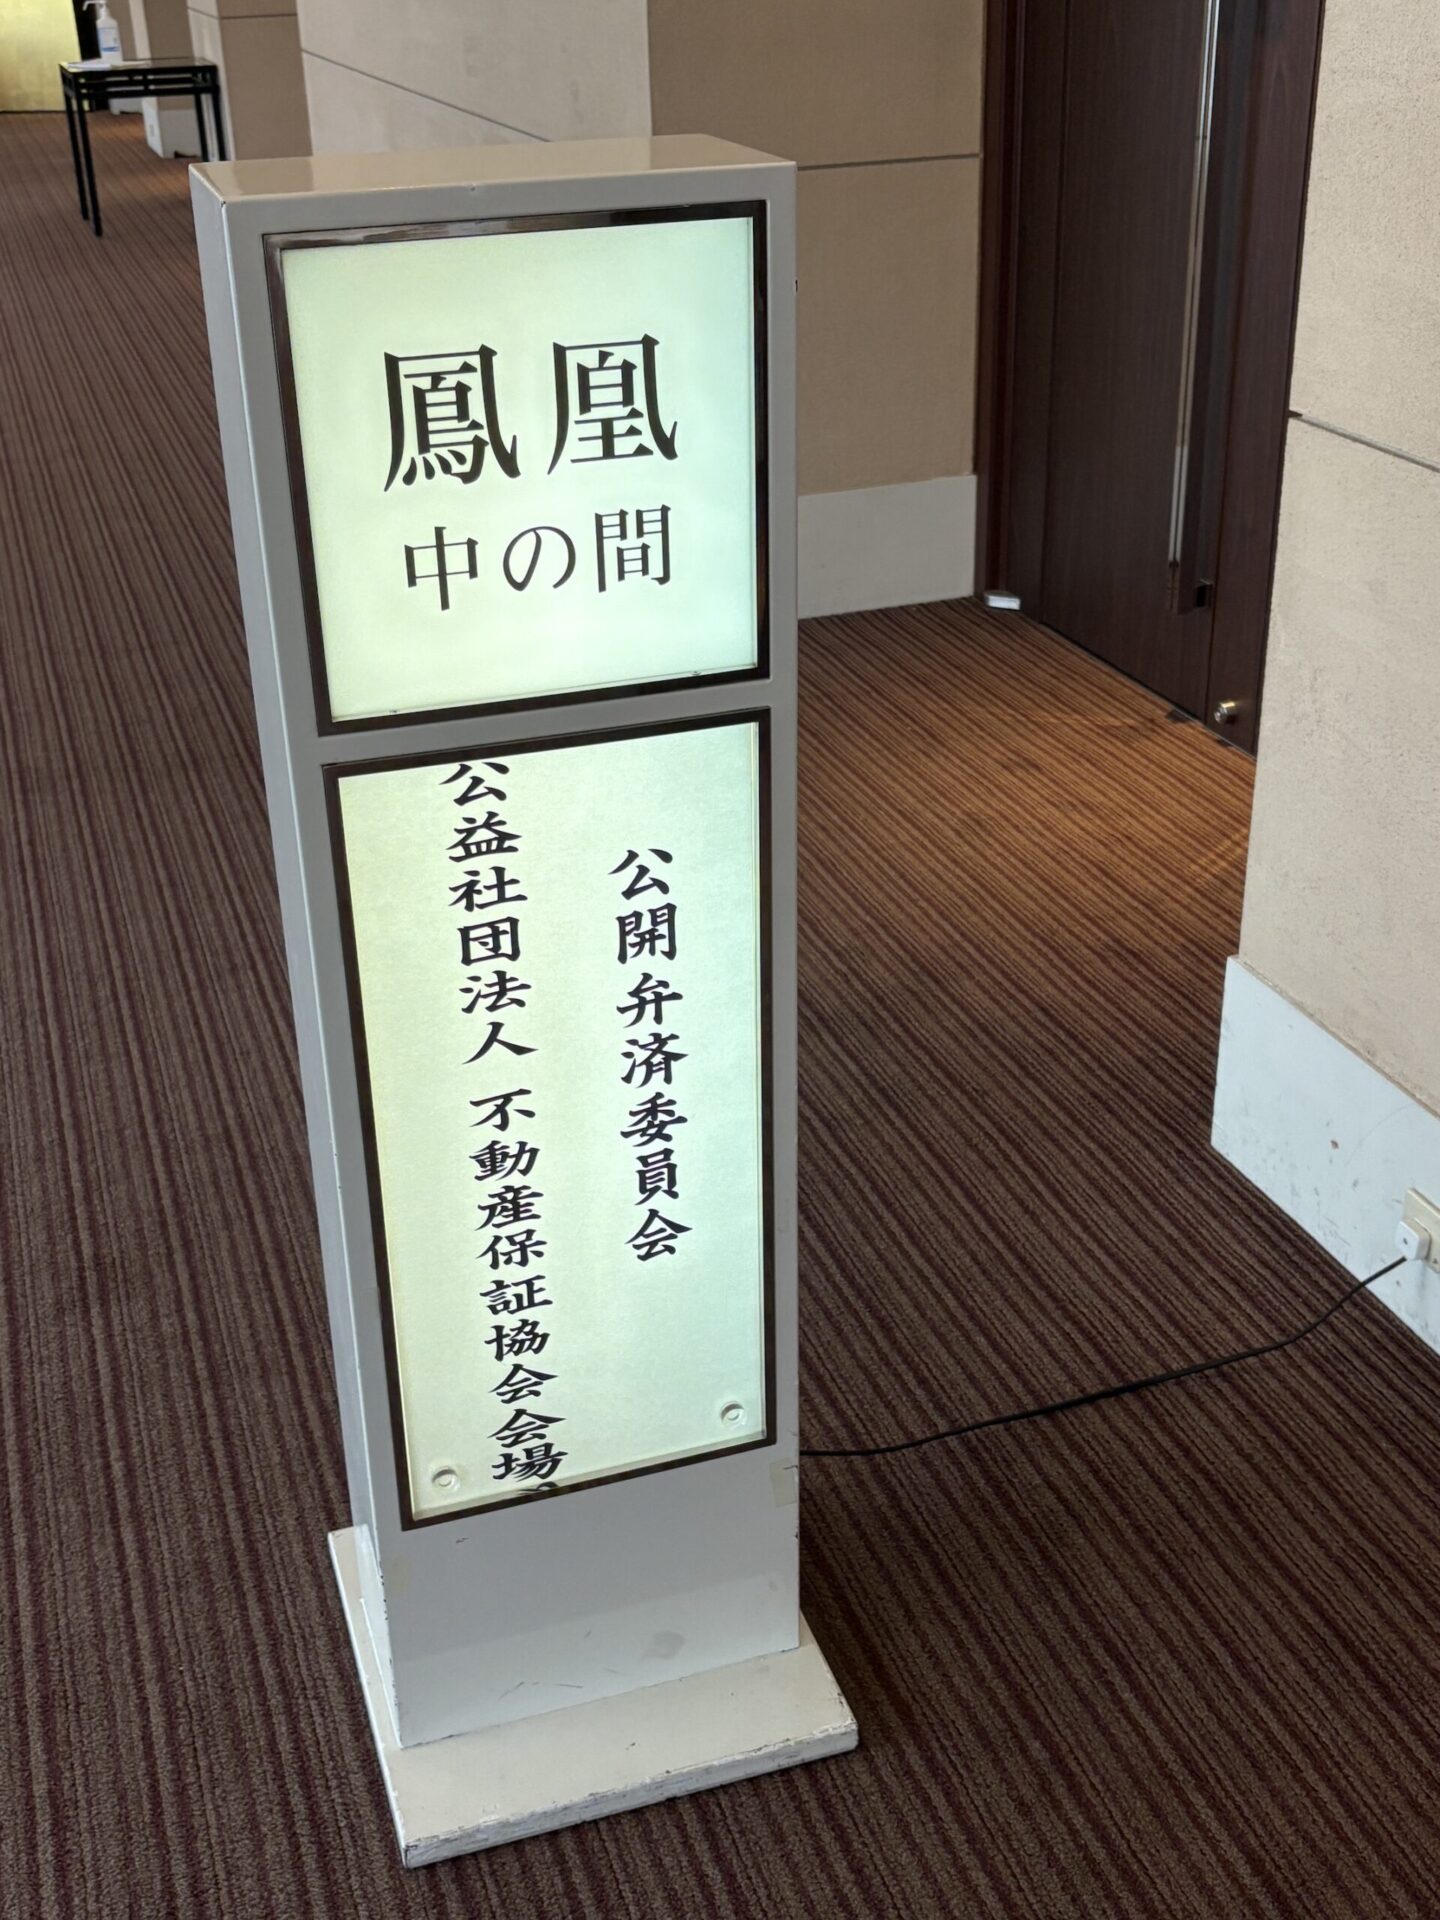 鳳凰
中の間
公開弁済委員会
公益社団法人 不動産保証協会会場